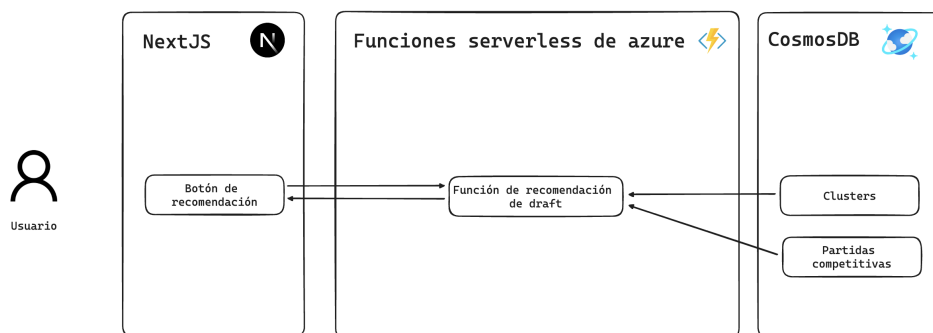 NextJS
Funciones serverless de azure
CosmosDB
Usuario
Botón de
recomendación
Función de recomendación
de draft
Clusters
Partidas
competitivas